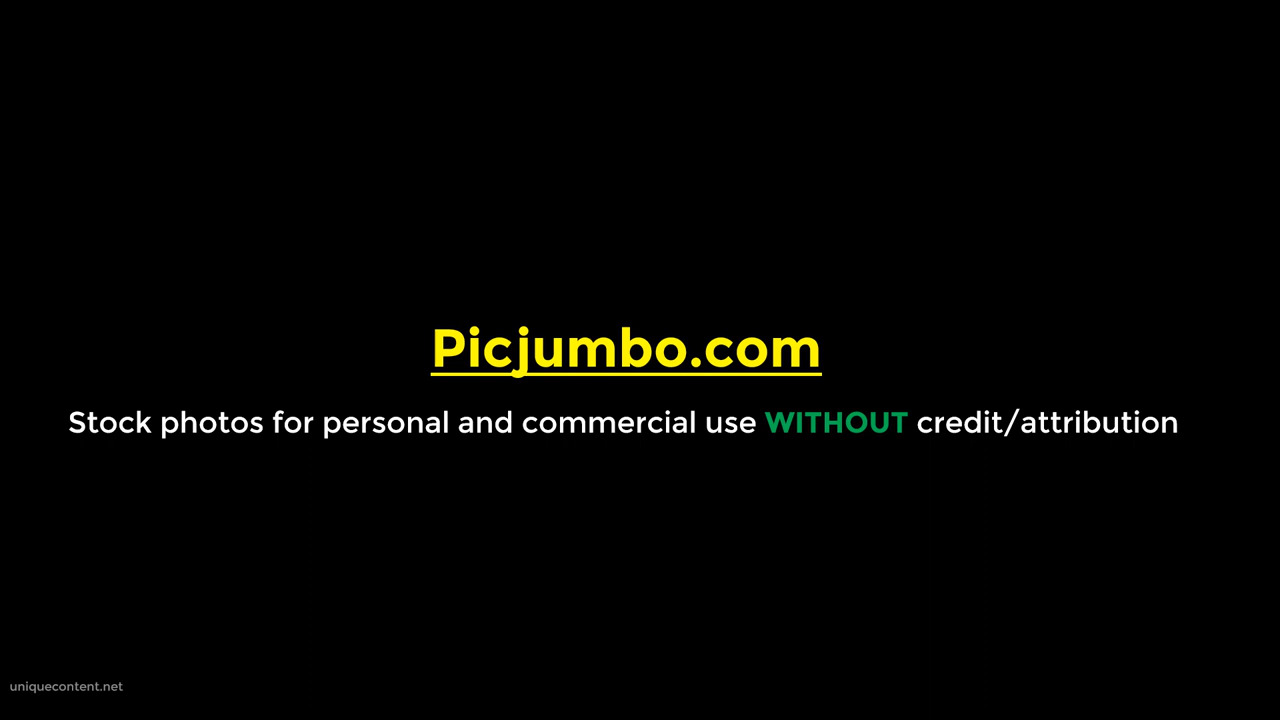 Picjumbo.com
Stock photos for personal and commercial use WITHOUT credit/attribution
uniquecontent.net